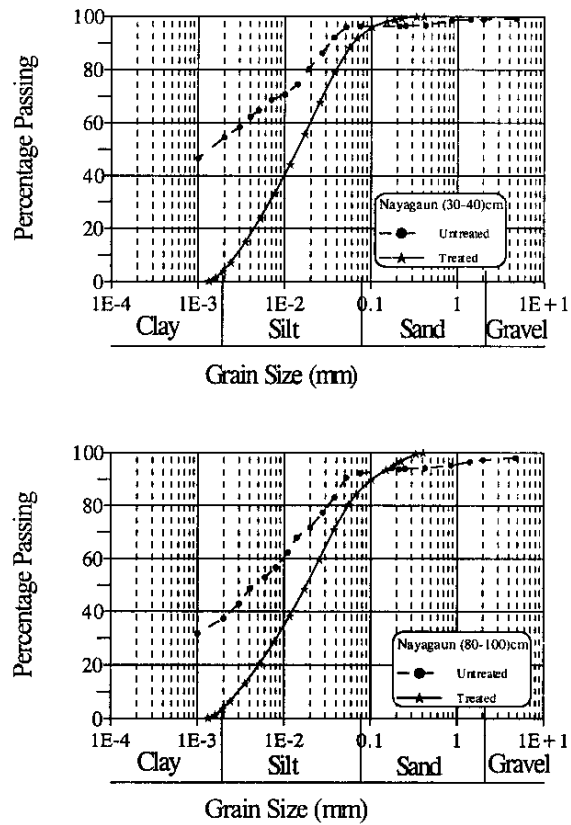 100
80
60
40
20
0
Percentage Passing
Nayagaun (30-40)cm
Untreated
Treated
1E-4 1E-3 1E-2 0.1 1 1E+1
Clay Silt Sand Gravel
Grain Size (mm)
100
80
60
40
20
0
Percentage Passing
Nayagaun (80-100)cm
Untreated
Treated
1E-4 1E-3 1E-2 0.1 1 1E+1
Clay Silt Sand Gravel
Grain Size (mm)